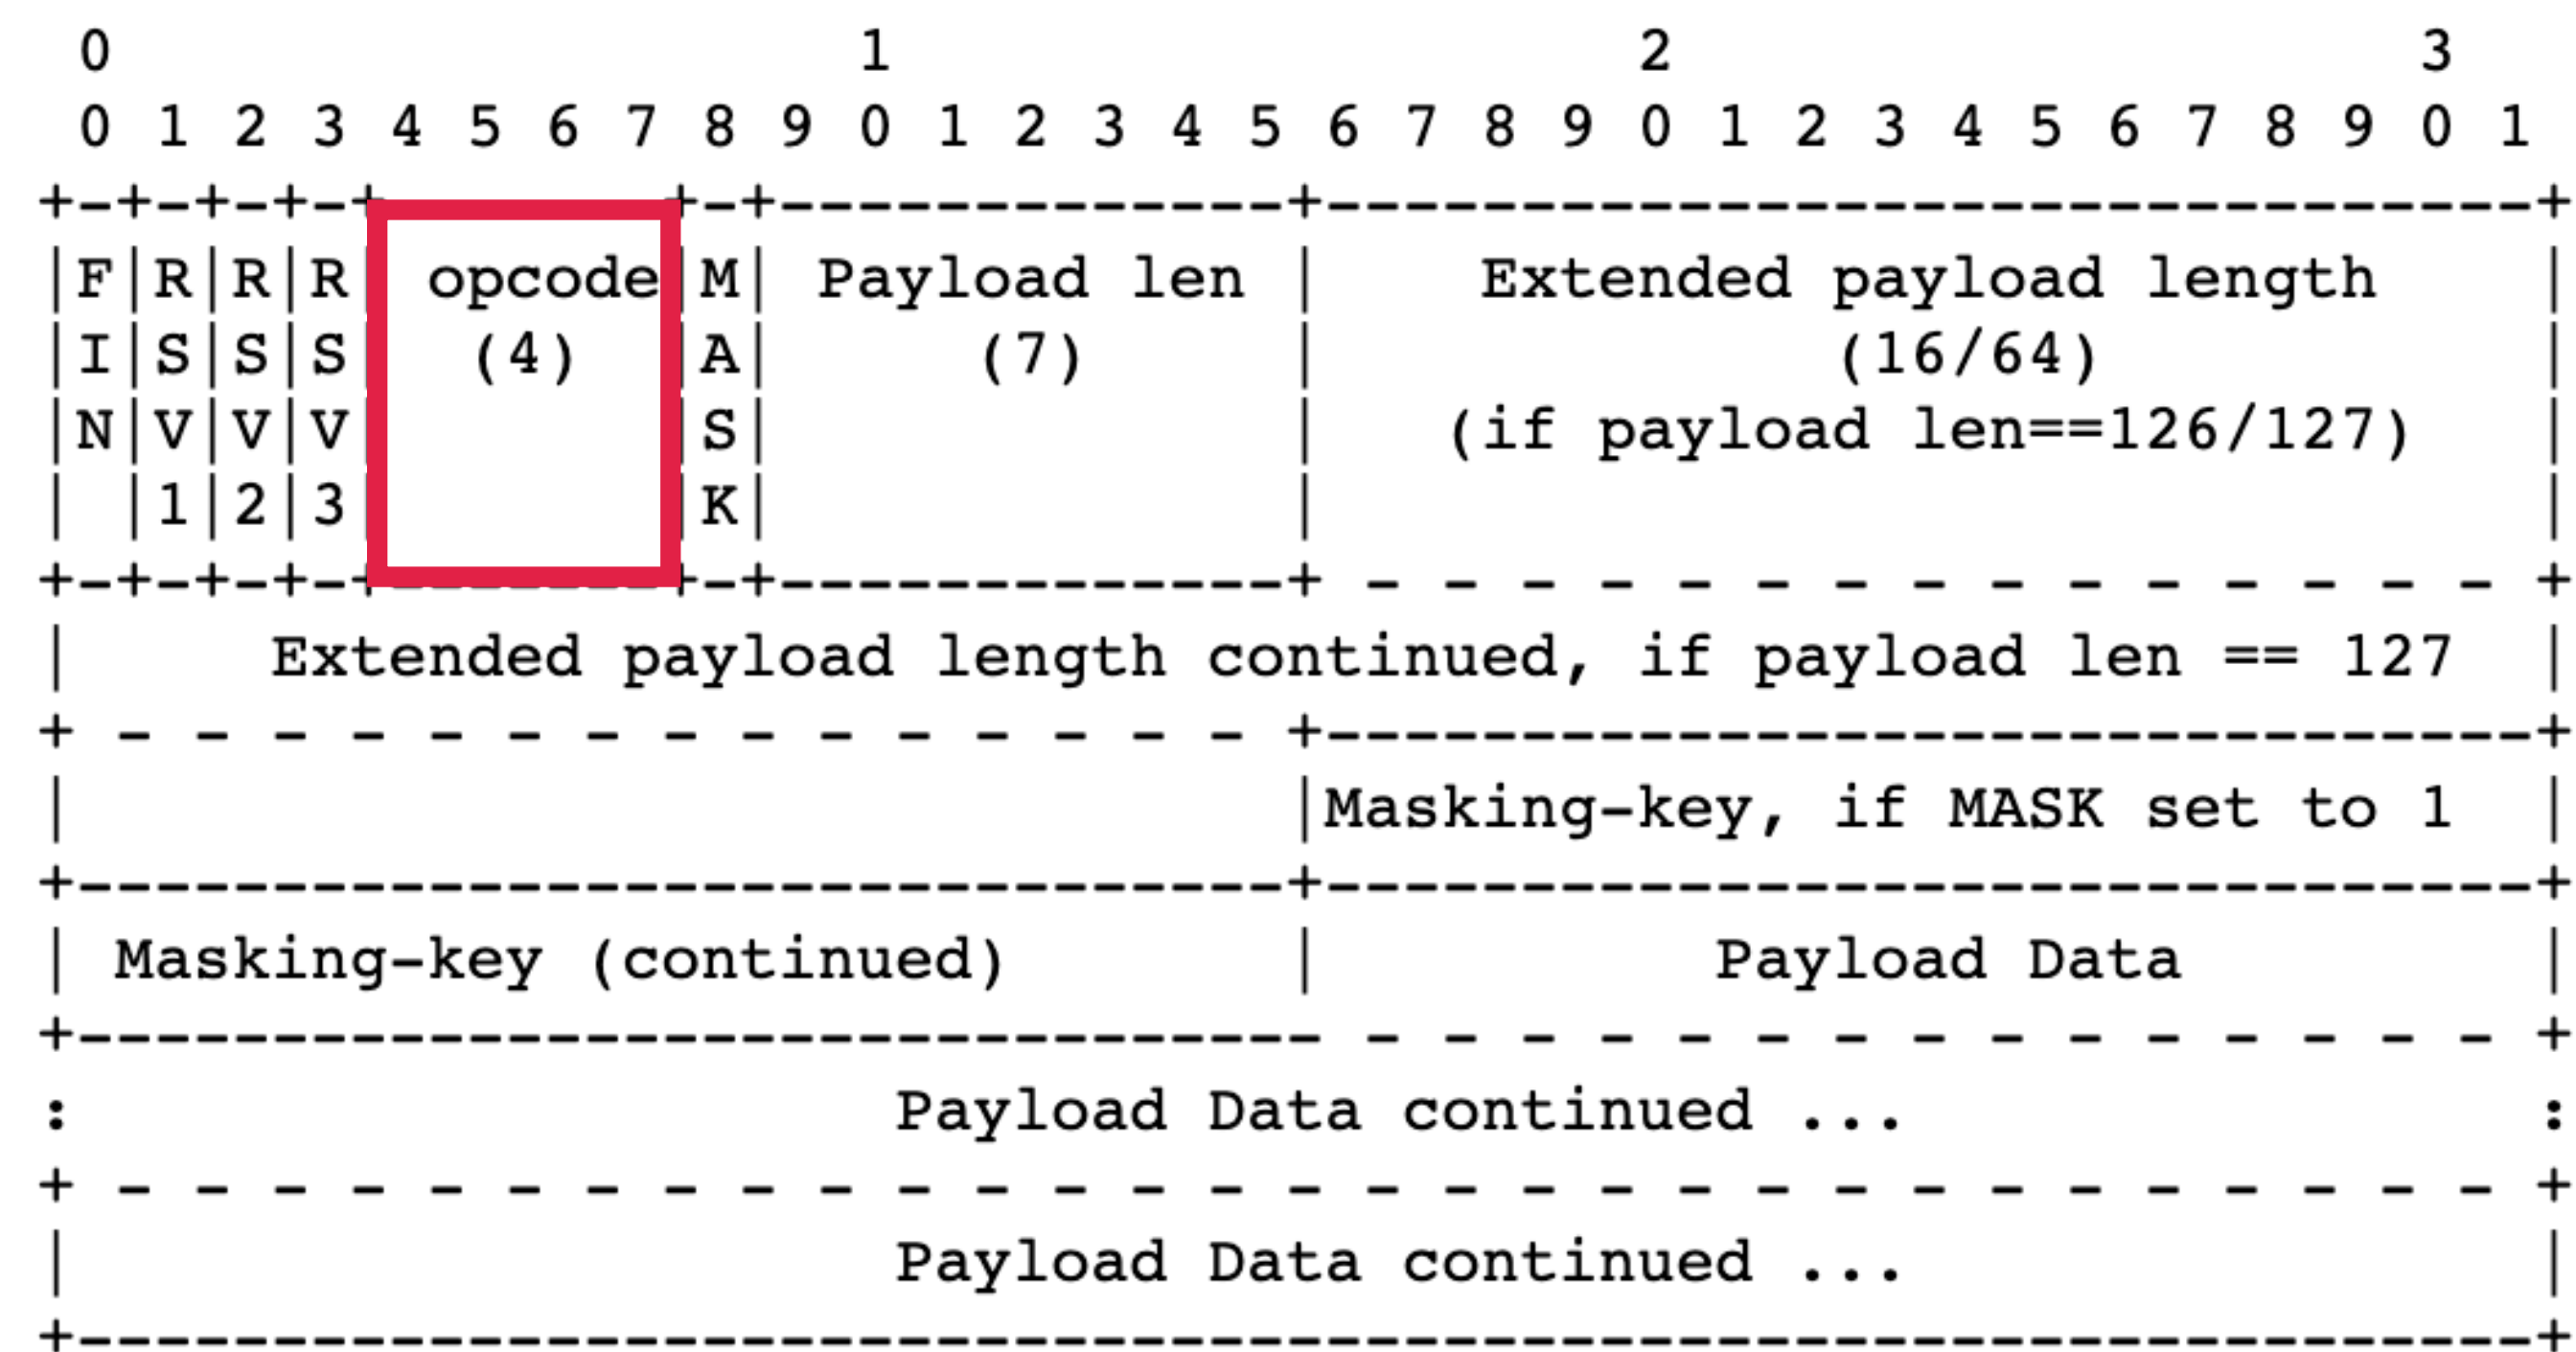 0                   1                   2                   3
 0 1 2 3 4 5 6 7 8 9 0 1 2 3 4 5 6 7 8 9 0 1 2 3 4 5 6 7 8 9 0 1
+-+-+-+-+-------+-+-------------+-------------------------------+
|F|R|R|R| opcode|M| Payload len |    Extended payload length    |
|I|S|S|S|  (4)  |A|     (7)     |             (16/64)           |
|N|V|V|V|       |S|             |   (if payload len==126/127)   |
| |1|2|3|       |K|             |                               |
+-+-+-+-+-------+-+-------------+ - - - - - - - - - - - - - - - +
|     Extended payload length continued, if payload len == 127  |
+ - - - - - - - - - - - - - - - +-------------------------------+
|                               |Masking-key, if MASK set to 1  |
+-------------------------------+-------------------------------+
| Masking-key (continued)       |          Payload Data         |
+-------------------------------- - - - - - - - - - - - - - - - +
:                     Payload Data continued ...                :
+ - - - - - - - - - - - - - - - - - - - - - - - - - - - - - - - +
|                     Payload Data continued ...                |
+---------------------------------------------------------------+